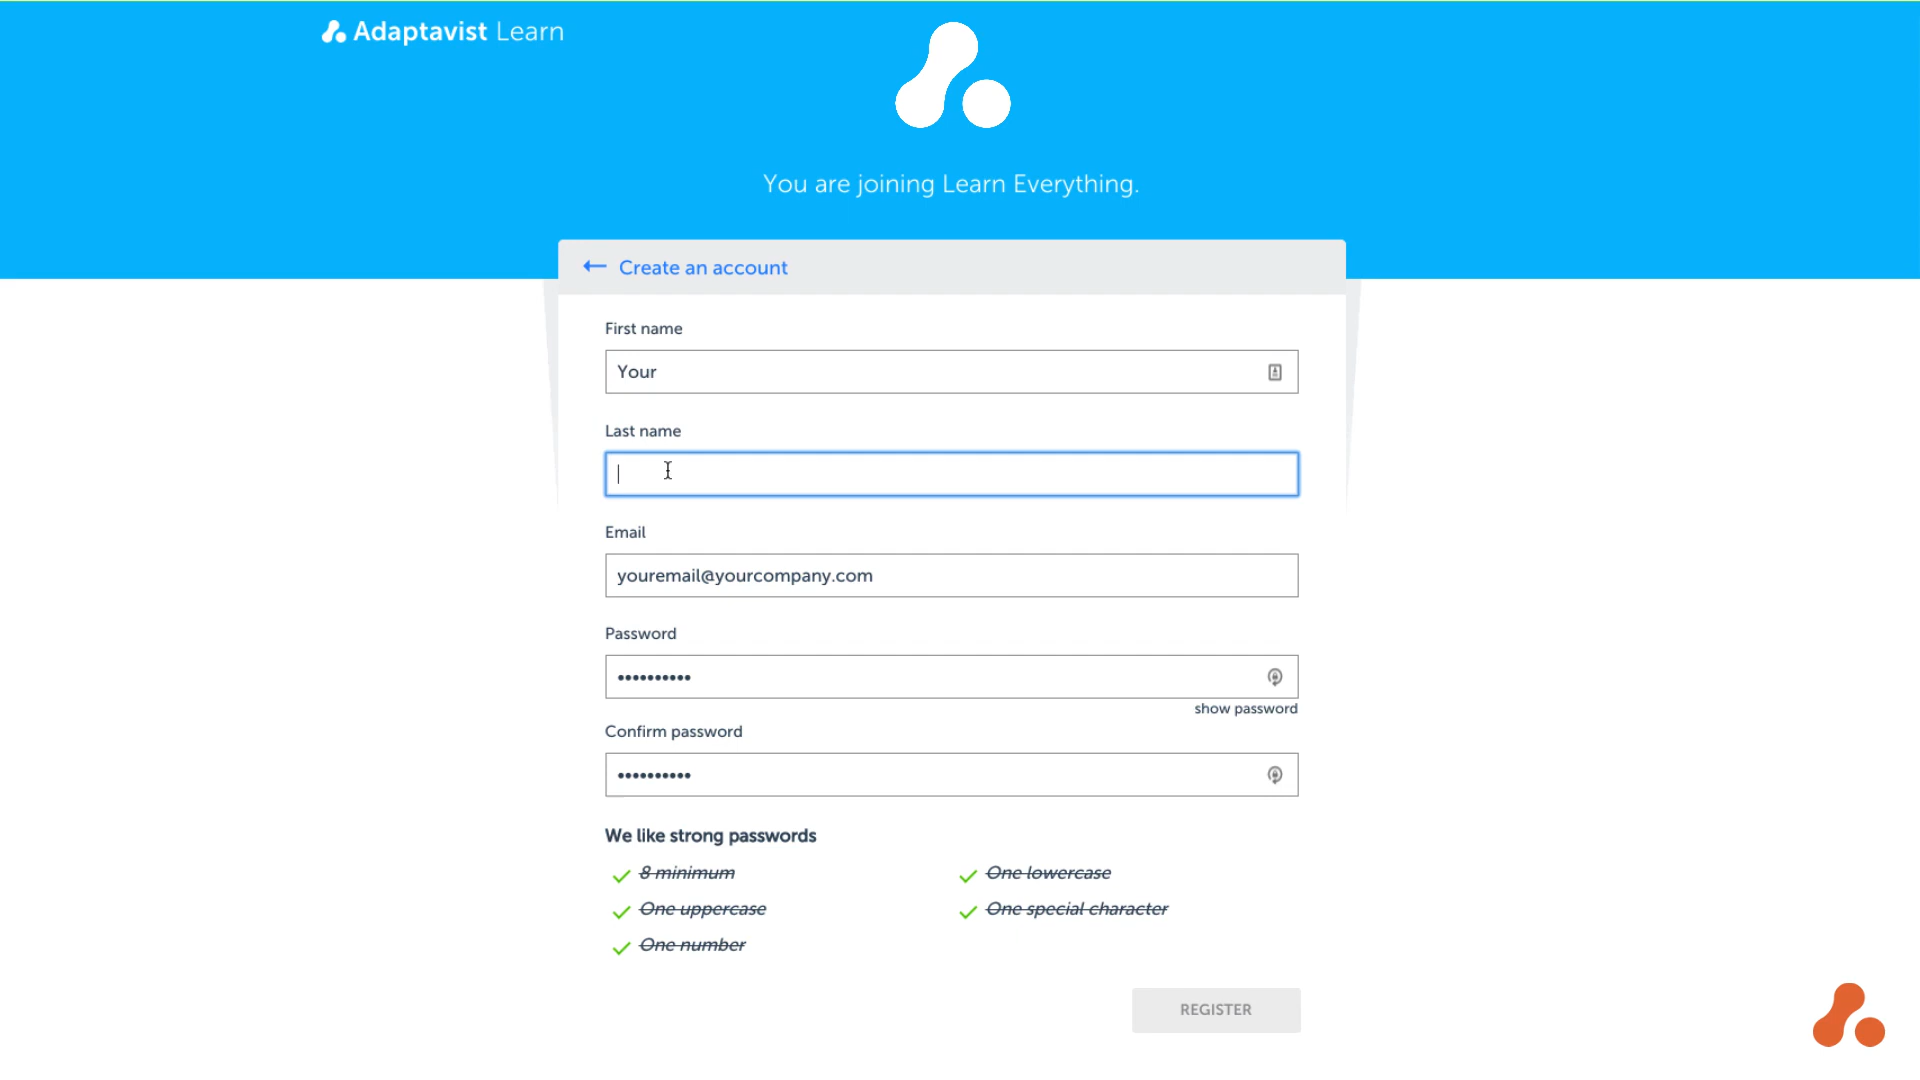 Adaptavist Learn
You are joining Learn Everything.
Create an account
First name
Your
Last name
Email
youremail@yourcompany.com
Password
••••••••••
show password
Confirm password
••••••••••
We like strong passwords
8 minimum
One lowercase
One uppercase
One special character
One number
REGISTER